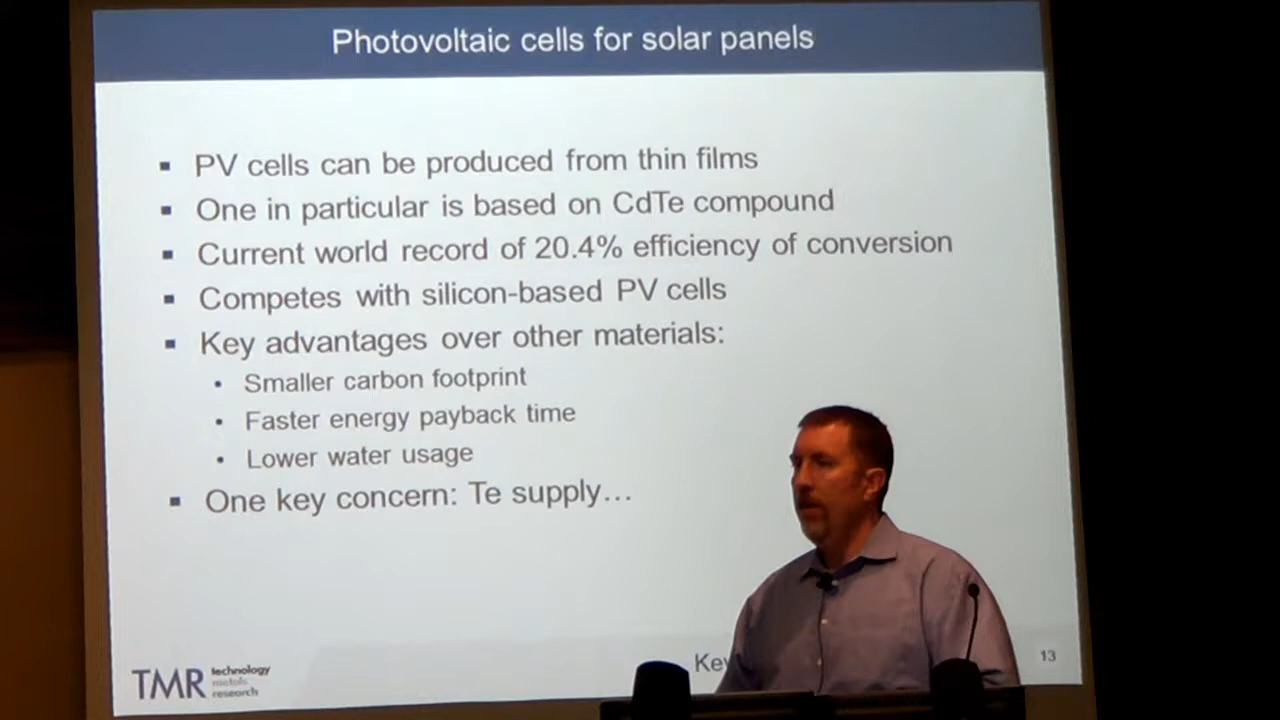 Photovoltaic cells for solar panels
PV cells can be produced from thin films
One in particular is based on CdTe compound
Current world record of 20.4% efficiency of conversion
Competes with silicon-based PV cells
Key advantages over other materials:
Smaller carbon footprint
Faster energy payback time
Lower water usage
One key concern: Te supply…
TMR technology
metals
research
13